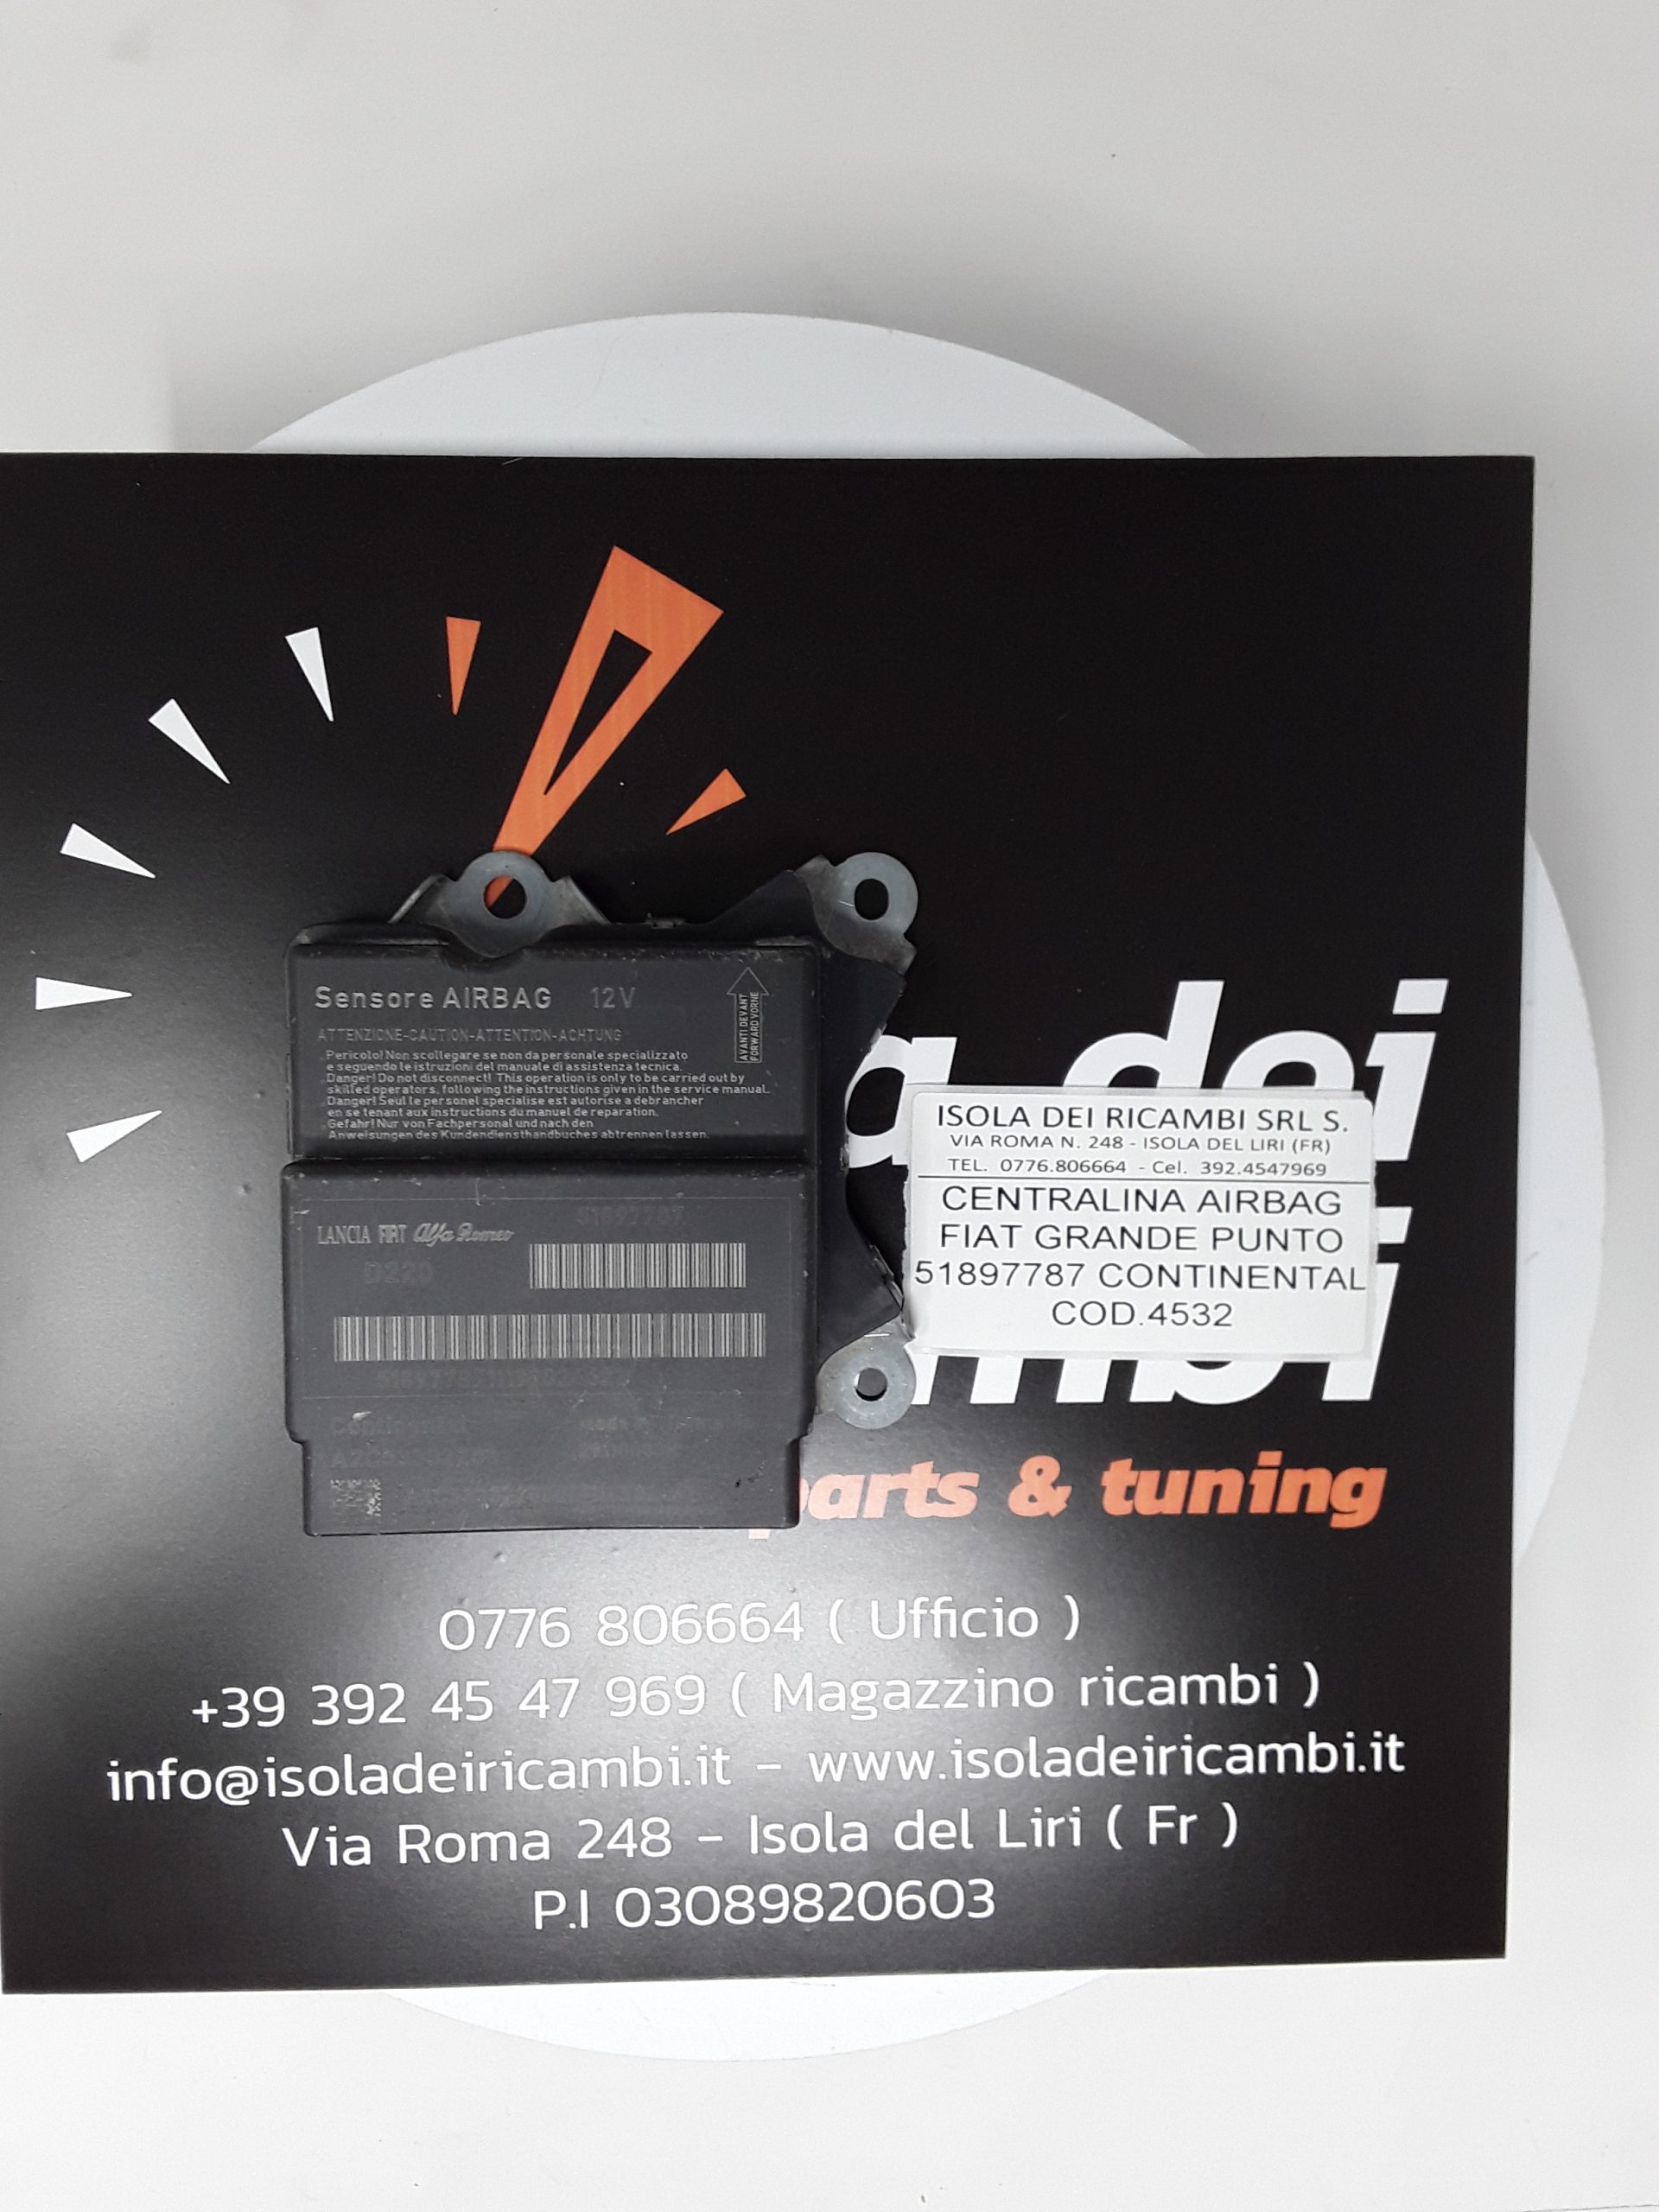 Sensore AIRBAG 12V
ATTENZIONE-CAUTION-ATTENTION-ACHTUNG
Pericolo! Non scollegare se non da personale specializzato
e seguendo le istruzioni del manuale di assistenza tecnica.
Danger! Do not disconnect! This operation is only to be carried out by
skilled operators, following the instructions given in the service manual.
Danger! Seul le personel specialise est autorise a debrancher
en se tenant aux instructions du manuel de reparation.
Gefahr! Nur von Fachpersonal und nach den
Anweisungen des Kundendiensthandbuches abtrennen lassen.
AVANTI DEVANT
FORWARD VORNE
51897787
LANCIA FIAT Alfa Romeo
D220
Continental
a dei
ISOLA DEI RICAMBI SRL S.
VIA ROMA N. 248 - ISOLA DEL LIRI (FR)
TEL. 0776.806664 - Cel. 392.4547969
CENTRALINA AIRBAG
FIAT GRANDE PUNTO
51897787 CONTINENTAL
COD.4532
mbi
parts & tuning
0776 806664 ( Ufficio )
+39 392 45 47 969 ( Magazzino ricambi )
info@isoladeiricambi.it - www.isoladeiricambi.it
Via Roma 248 - Isola del Liri ( Fr )
P.I 03089820603